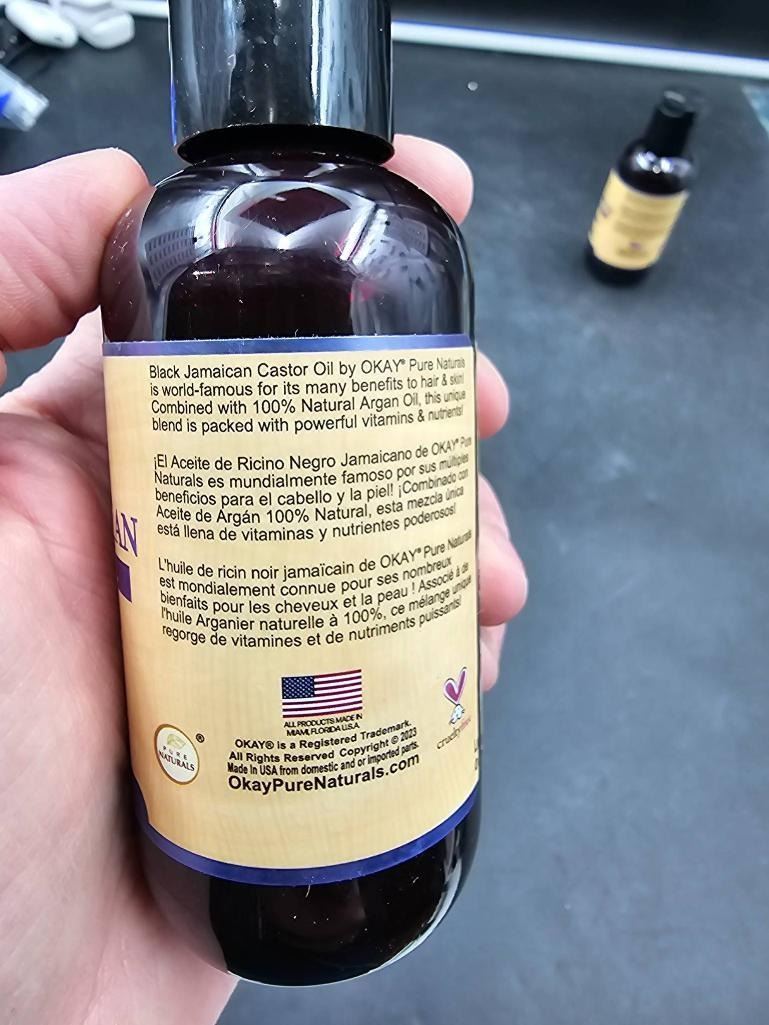 Black Jamaican Castor Oil by OKAY® Pure Naturals
is world-famous for its many benefits to hair & skin!
Combined with 100% Natural Argan Oil, this unique
blend is packed with powerful vitamins & nutrients!
¡El Aceite de Ricino Negro Jamaicano de OKAY® Pure
Naturals es mundialmente famoso por sus múltiples
beneficios para el cabello y la piel! ¡Combinado con
Aceite de Argán 100% Natural, esta mezcla única
está llena de vitaminas y nutrientes poderosos!
L'huile de ricin noir jamaïcain de OKAY® Pure Naturals
est mondialement connue pour ses nombreux
bienfaits pour les cheveux et la peau ! Associé à de
l'huile Arganier naturelle à 100%, ce mélange unique
regorge de vitamines et de nutriments puissants!
AN
ALL PRODUCTS MADE IN
MIAMI, FLORIDA U.S.A.
PURE
NATURALS
®
crueltyfree
OKAY® is a Registered Trademark.
All Rights Reserved Copyright © 2023
Made In USA from domestic and or imported parts.
OkayPureNaturals.com